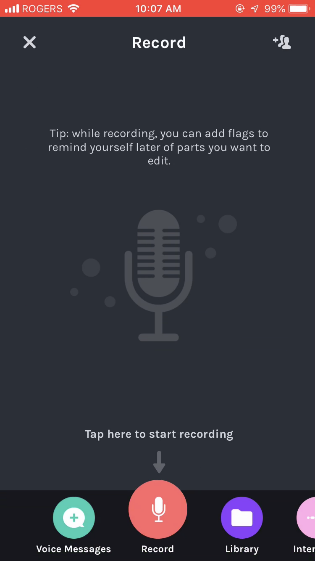 ROGERS 10:07 AM 99%
Record
Tip: while recording, you can add flags to
remind yourself later of parts you want to
edit.
Tap here to start recording
Voice Messages Record Library Inter